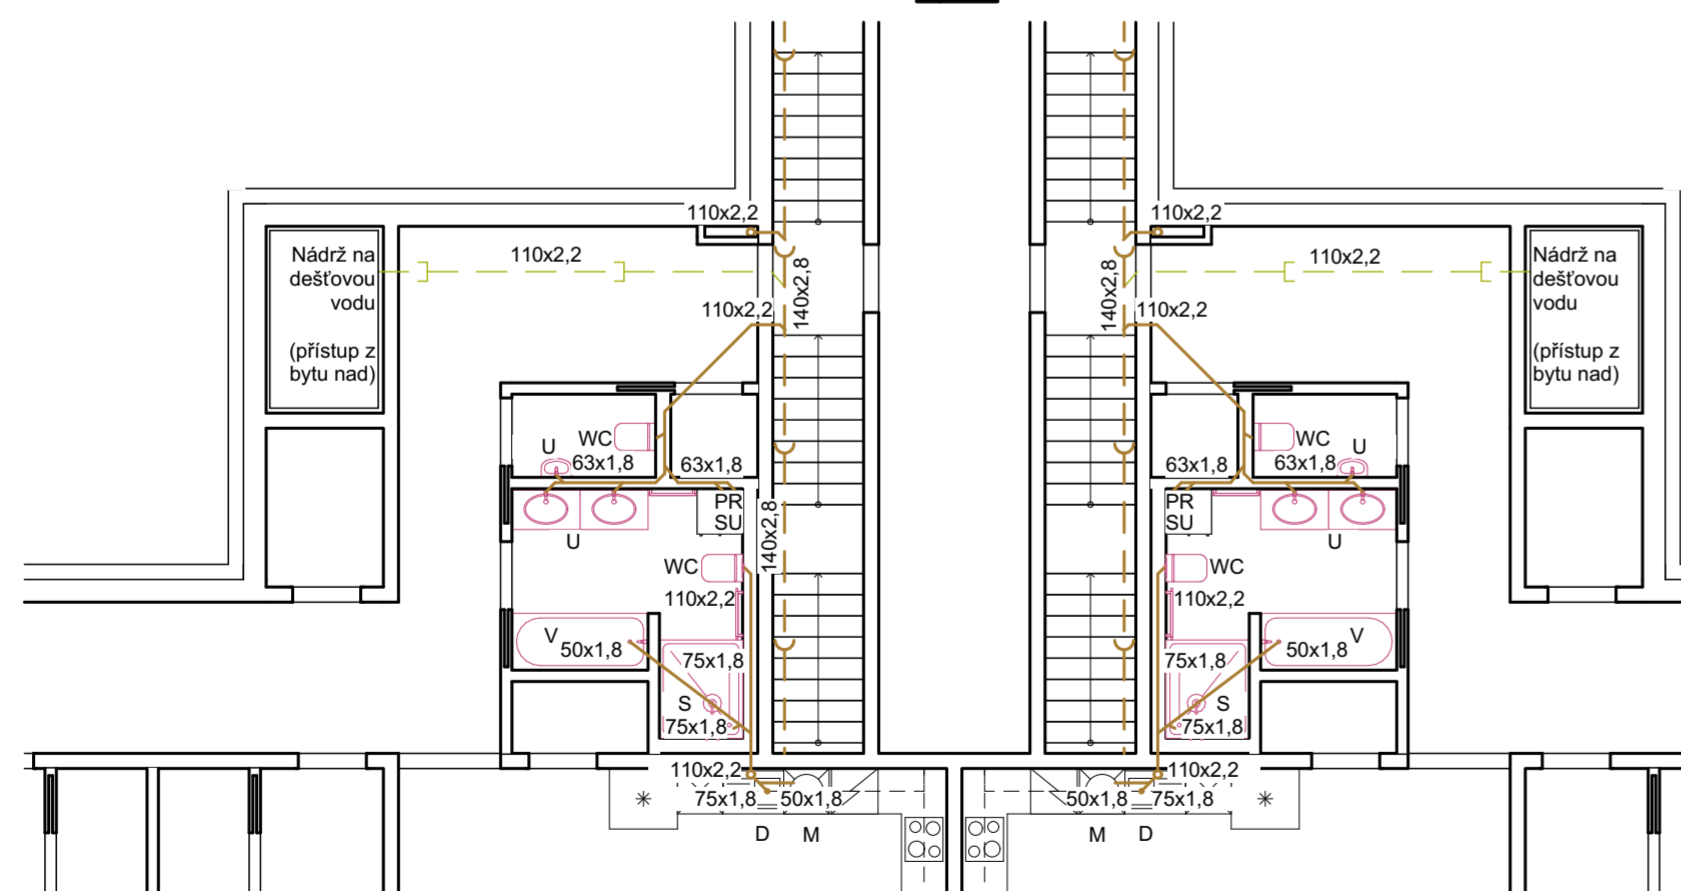 110x2,2
110x2,2
Nádrž na
dešťovou
vodu
(přístup z
bytu nad)
110x2,2
140x2,8
110x2,2
140x2,8
110x2,2
110x2,2
Nádrž na
dešťovou
vodu
(přístup z
bytu nad)
U
WC
63x1,8
63x1,8
63x1,8
WC
63x1,8
U
PR
SU
U
140x2,8
WC
110x2,2
PR
SU
U
WC
110x2,2
V
50x1,8
75x1,8
S
75x1,8
75x1,8
S
75x1,8
V
50x1,8
110x2,2
75x1,8
50x1,8
D
M
110x2,2
50x1,8
75x1,8
M
D